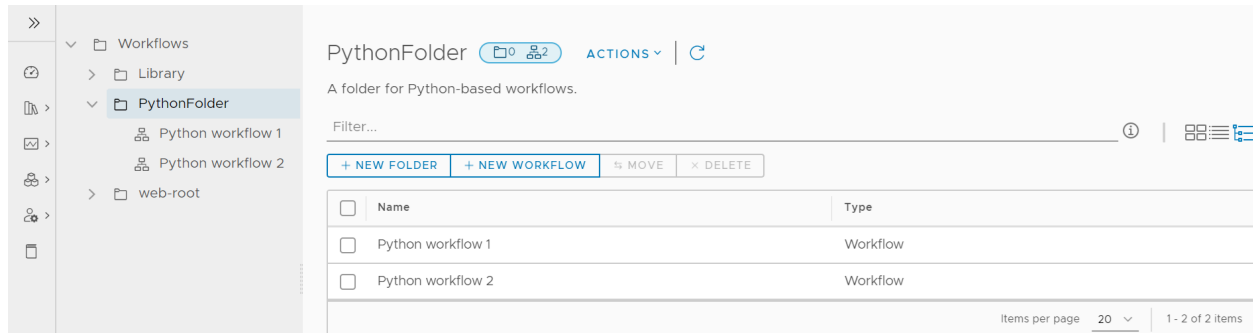 Workflows
Library
PythonFolder
Python workflow 1
Python workflow 2
web-root
PythonFolder 0 2 ACTIONS
A folder for Python-based workflows.
Filter...
+ NEW FOLDER + NEW WORKFLOW MOVE × DELETE
Name Type
Python workflow 1 Workflow
Python workflow 2 Workflow
Items per page 20 1 - 2 of 2 items